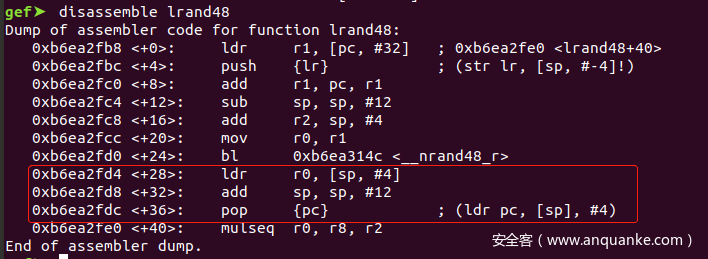 gef➤  disassemble lrand48
Dump of assembler code for function lrand48:
   0xb6ea2fb8 <+0>:	ldr	r1, [pc, #32]	; 0xb6ea2fe0 <lrand48+40>
   0xb6ea2fbc <+4>:	push	{lr}		; (str lr, [sp, #-4]!)
   0xb6ea2fc0 <+8>:	add	r1, pc, r1
   0xb6ea2fc4 <+12>:	sub	sp, sp, #12
   0xb6ea2fc8 <+16>:	add	r2, sp, #4
   0xb6ea2fcc <+20>:	mov	r0, r1
   0xb6ea2fd0 <+24>:	bl	0xb6ea314c <__nrand48_r>
   0xb6ea2fd4 <+28>:	ldr	r0, [sp, #4]
   0xb6ea2fd8 <+32>:	add	sp, sp, #12
   0xb6ea2fdc <+36>:	pop	{pc}		; (ldr pc, [sp], #4)
   0xb6ea2fe0 <+40>:	mulseq	r0, r8, r2
End of assembler dump.
安全客 ( www.anquanke.com )